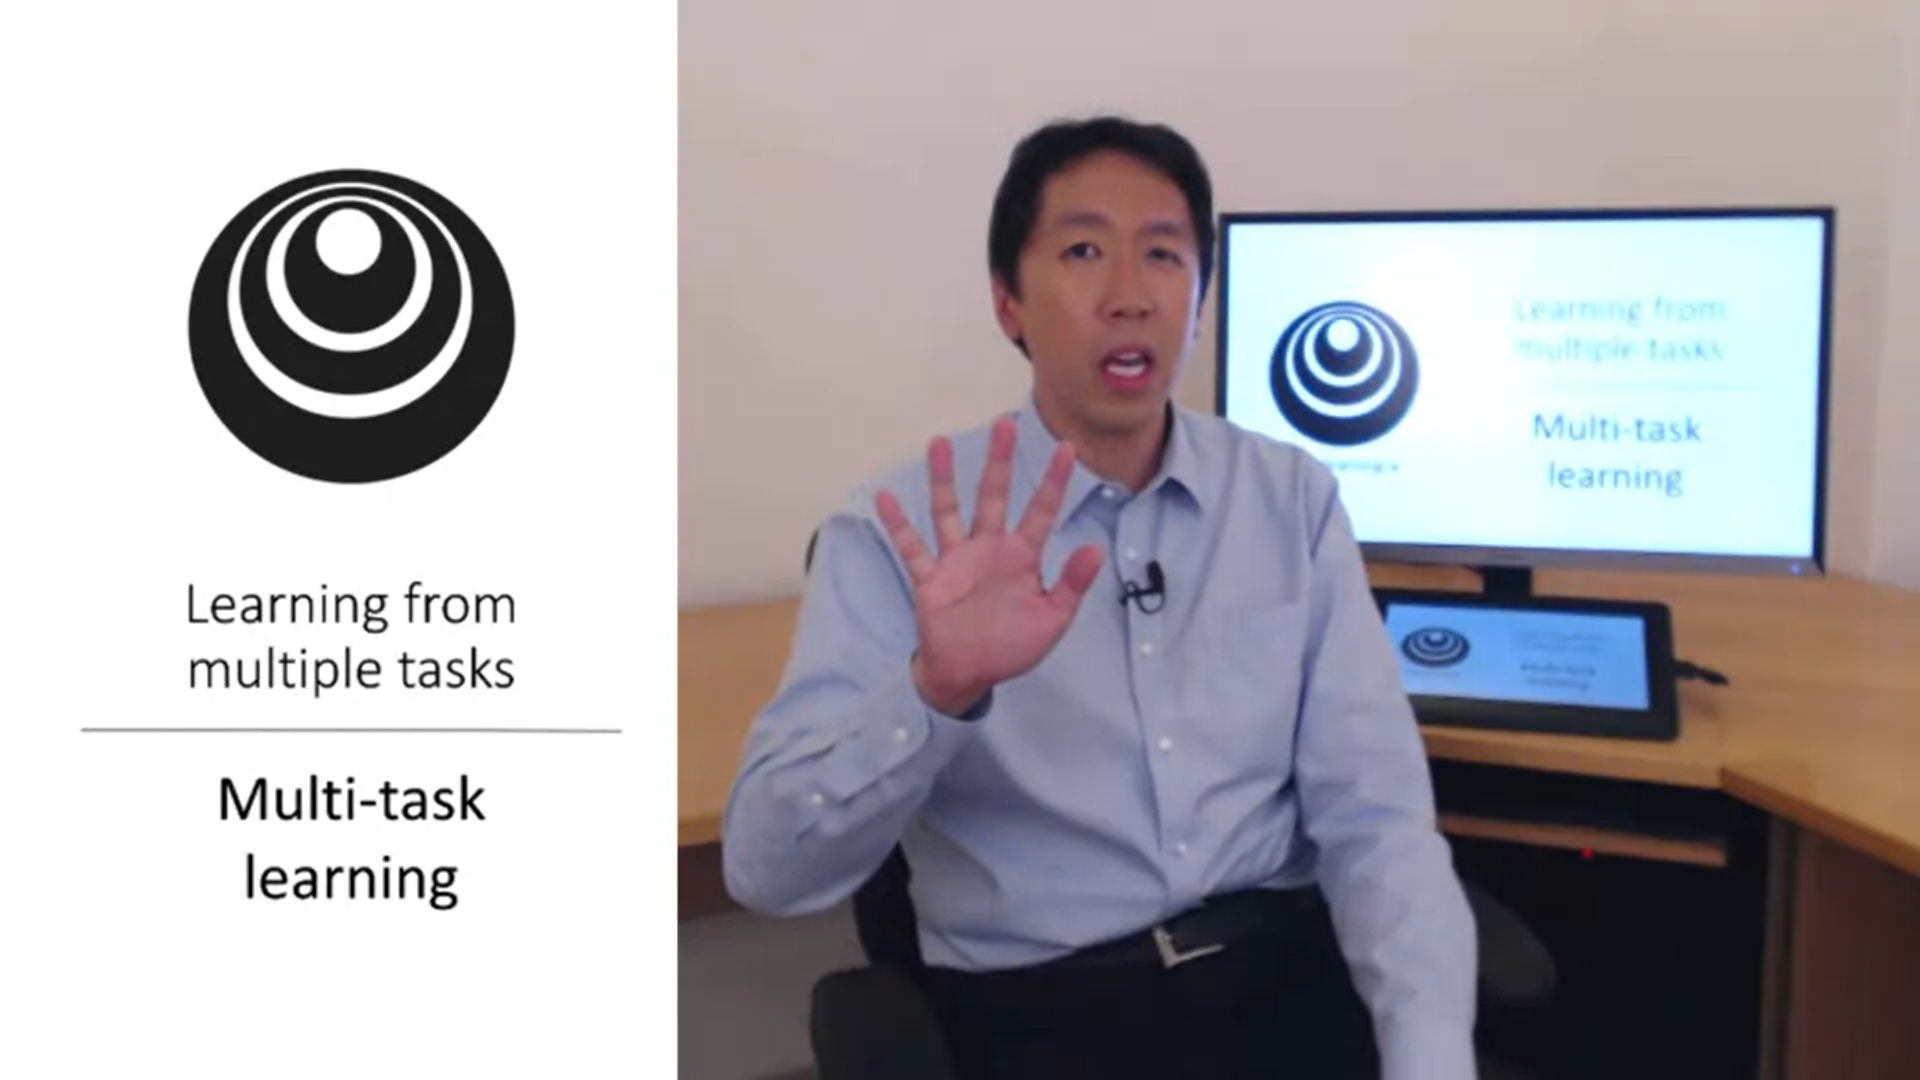 Learning from
multiple tasks
Multi-task
learning
Learning from
multiple tasks
Multi-task
learning